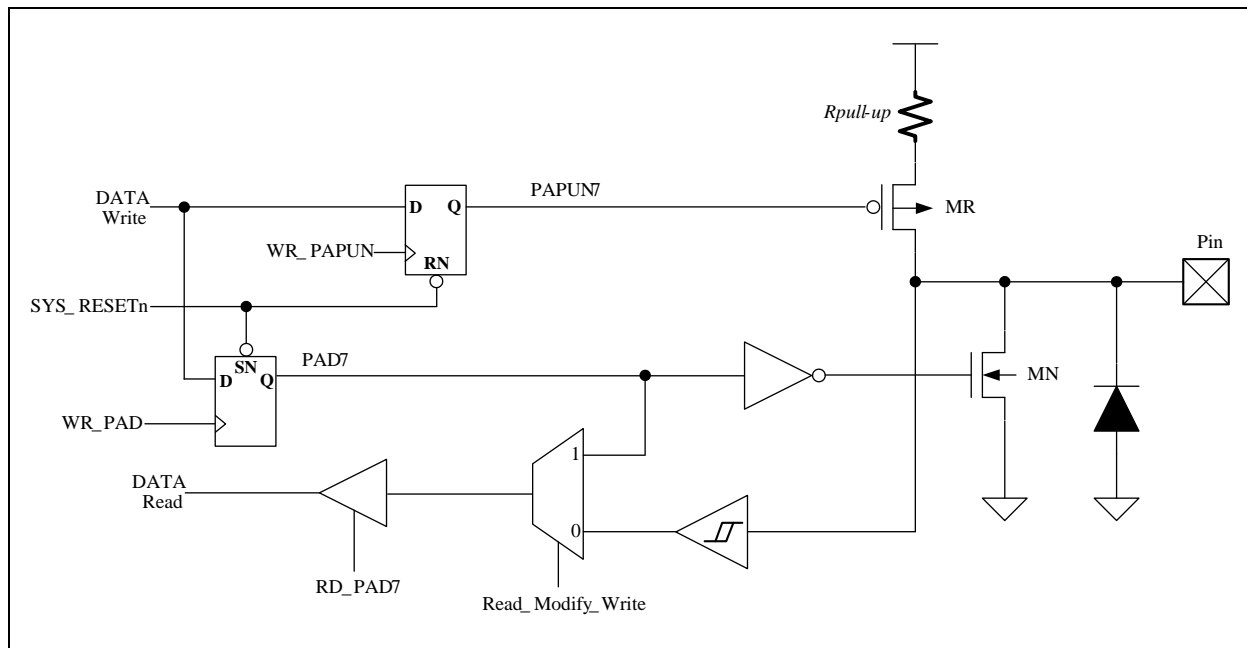 Rpull-up
DATA
Write
PAPUN7
D
Q
MR
WR_ PAPUN
RN
Pin
SYS_ RESETn
SN
PAD7
D
Q
MN
WR_PAD
1
DATA
Read
0
RD_PAD7
Read_ Modify_ Write